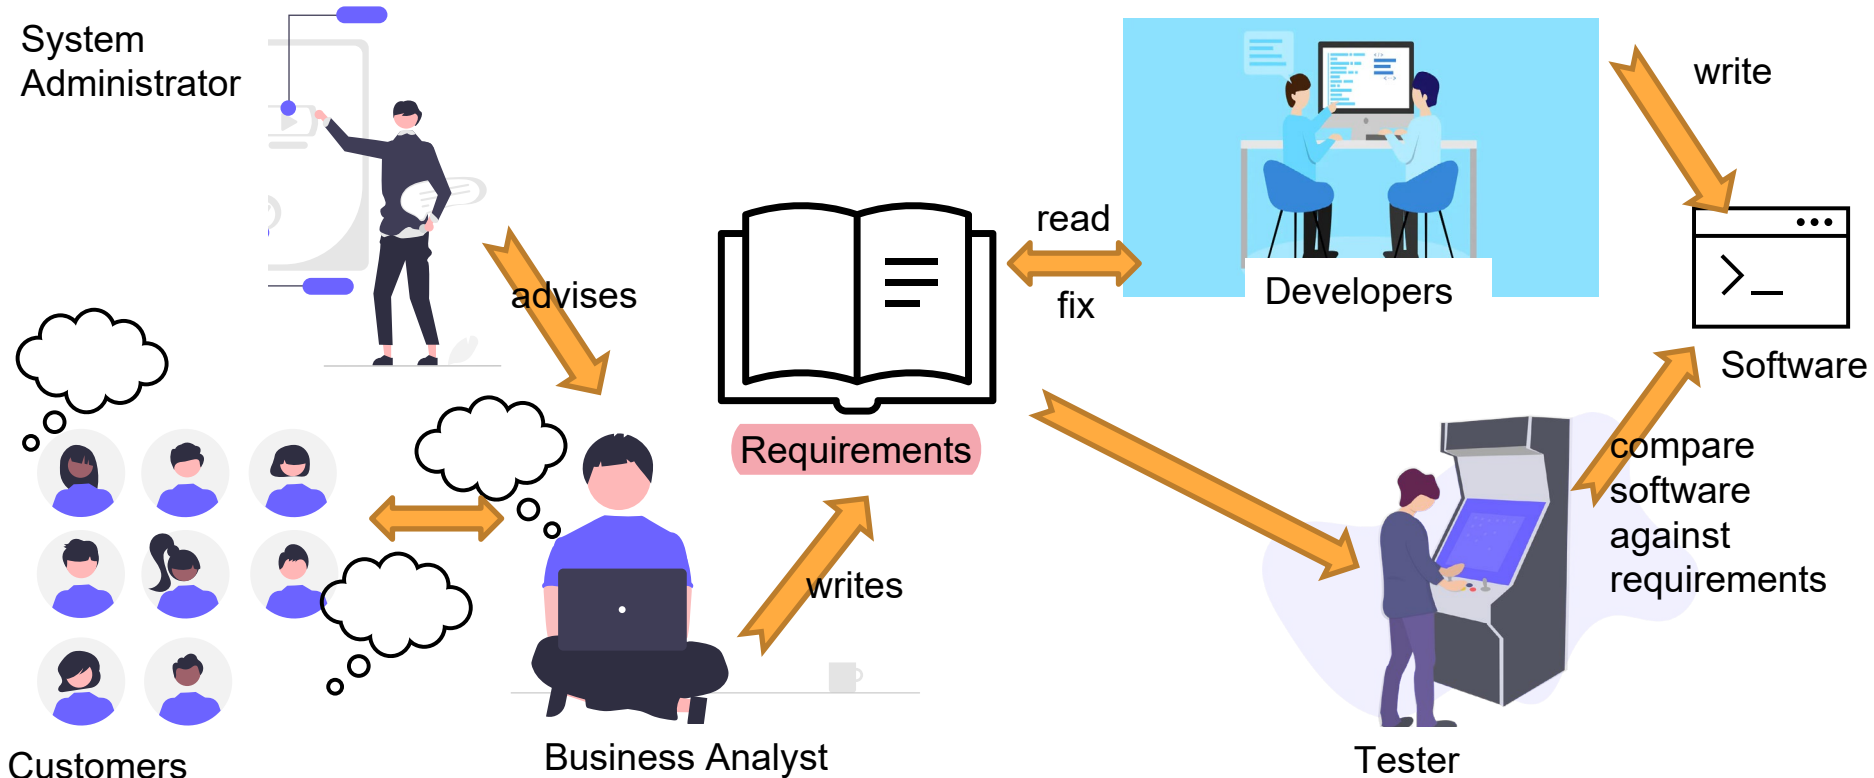 System
Administrator
advises
Customers
Business Analyst
writes
Requirements
read
fix
Developers
write
Software
compare
software
against
requirements
Tester